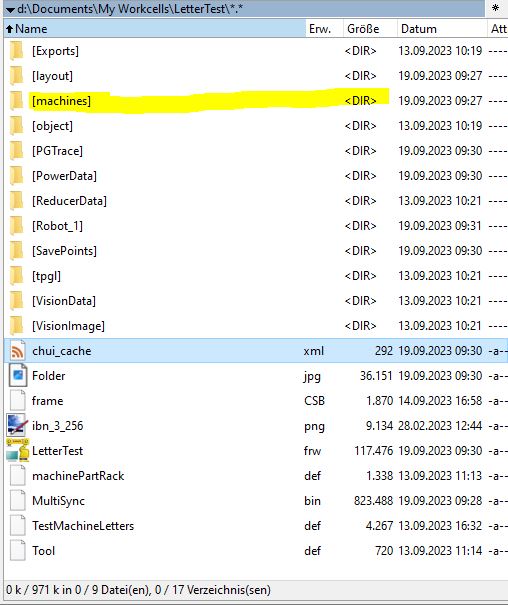 d:\Documents\My Workcells\LetterTest\*.* *
Name Erw. Größe Datum Att
[Exports] <DIR> 13.09.2023 10:19 ----
[layout] <DIR> 19.09.2023 09:27 ----
[machines] <DIR> 19.09.2023 09:27 ----
[object] <DIR> 13.09.2023 10:19 ----
[PGTrace] <DIR> 19.09.2023 09:30 ----
[PowerData] <DIR> 19.09.2023 09:30 ----
[ReducerData] <DIR> 13.09.2023 10:21 ----
[Robot_1] <DIR> 19.09.2023 09:31 ----
[SavePoints] <DIR> 19.09.2023 09:30 ----
[tpgl] <DIR> 13.09.2023 10:21 ----
[VisionData] <DIR> 13.09.2023 10:21 ----
[VisionImage] <DIR> 13.09.2023 10:21 ----
chui_cache xml 292 19.09.2023 09:30 -a--
Folder jpg 36.151 19.09.2023 09:30 -a--
frame CSB 1.870 14.09.2023 16:58 -a--
ibn_3_256 png 9.134 28.02.2023 12:44 -a--
LetterTest frw 117.476 19.09.2023 09:30 -a--
machinePartRack def 1.338 13.09.2023 11:13 -a--
MultiSync bin 823.488 19.09.2023 09:28 -a--
TestMachineLetters def 4.267 13.09.2023 16:32 -a--
Tool def 720 13.09.2023 11:14 -a--
0 k / 971 k in 0 / 9 Datei(en), 0 / 17 Verzeichnis(sen)